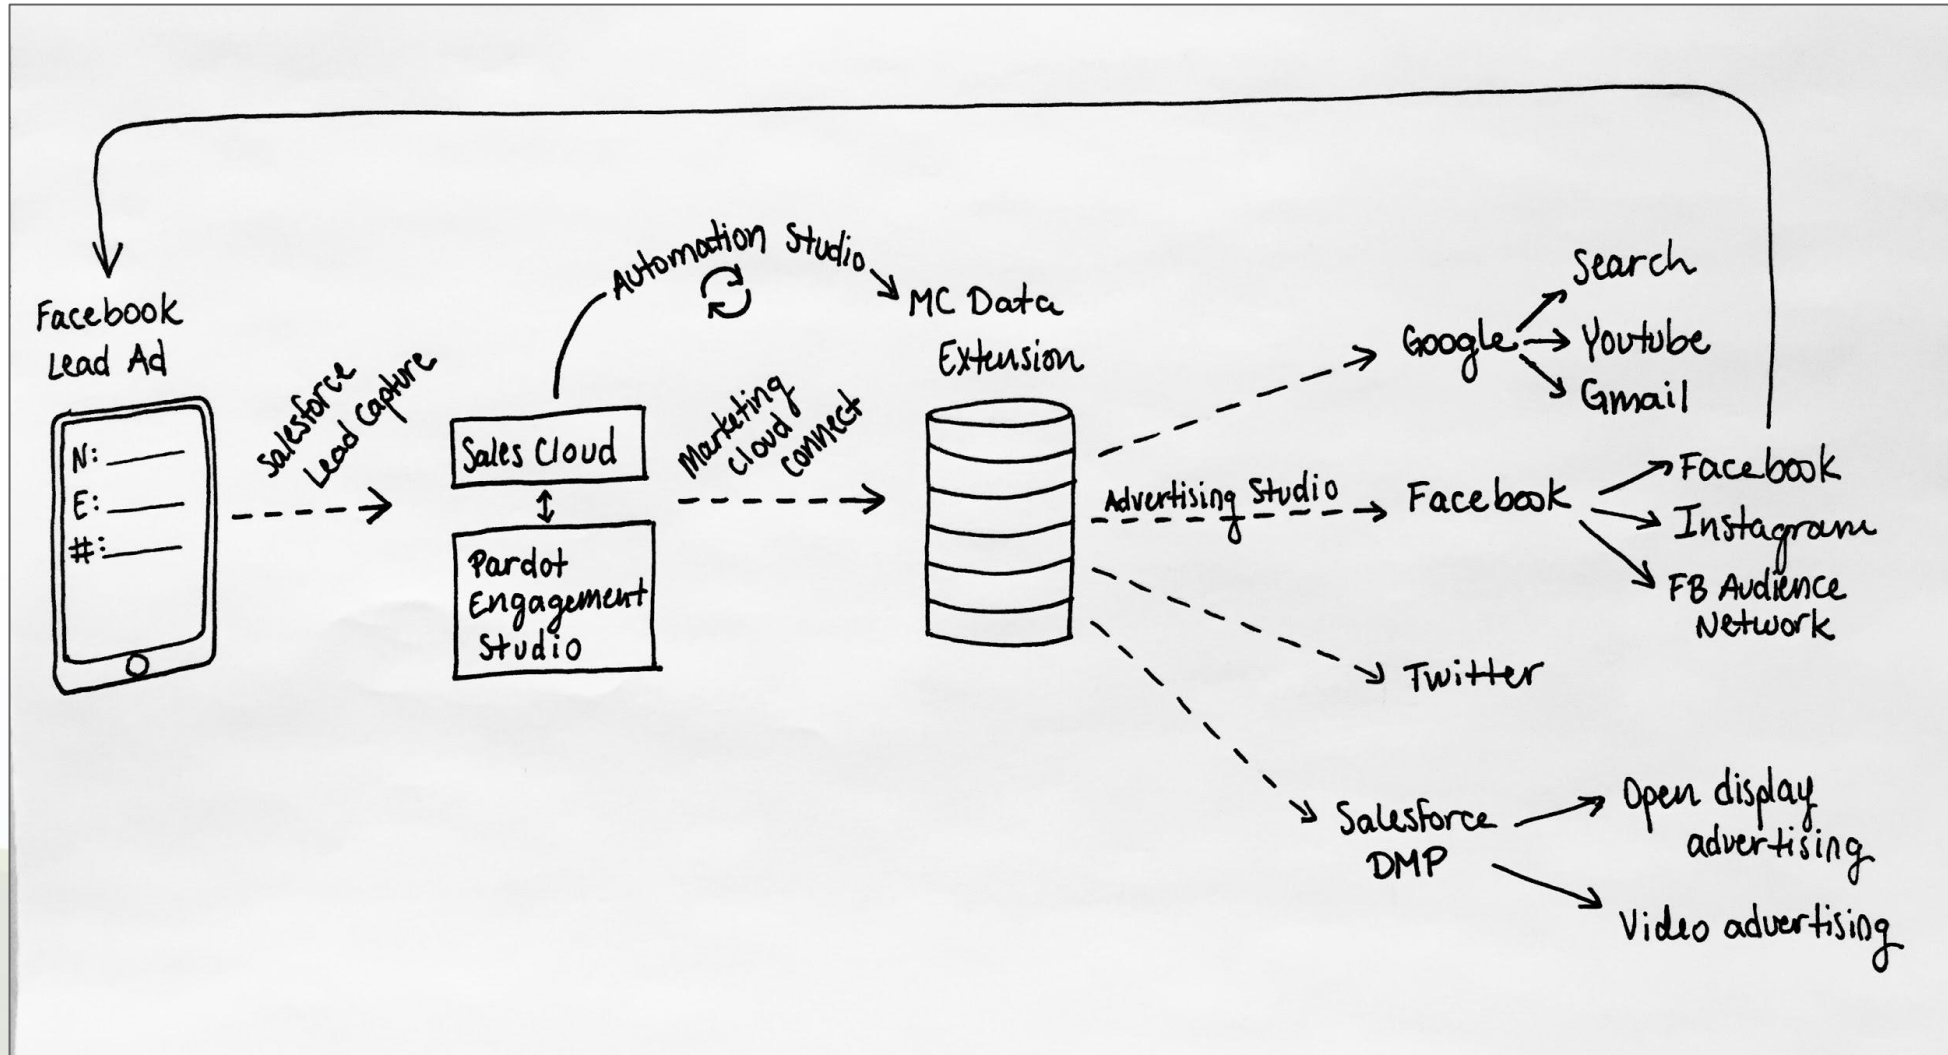 Facebook
Lead Ad
N:
E:
#:
Salesforce
Lead Capture
Sales Cloud
Pardot
Engagement
Studio
Automation Studio
Marketing
Cloud
Connect
MC Data
Extension
Advertising Studio
Google
Search
Youtube
Gmail
Facebook
Facebook
Instagram
FB Audience
Network
Twitter
Salesforce
DMP
Open display
advertising
Video advertising